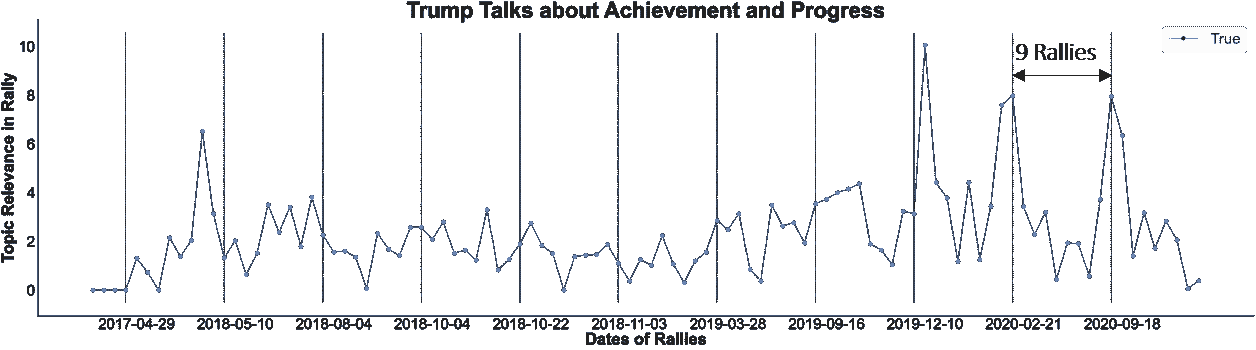 Trump Talks about Achievement and Progress
True
9 Rallies
Topic Relevance in Rally
10
8
6
4
2
0
2017-04-29 2018-05-10 2018-08-04 2018-10-04 2018-10-22 2018-11-03 2019-03-28 2019-09-16 2019-12-10 2020-02-21 2020-09-18
Dates of Rallies